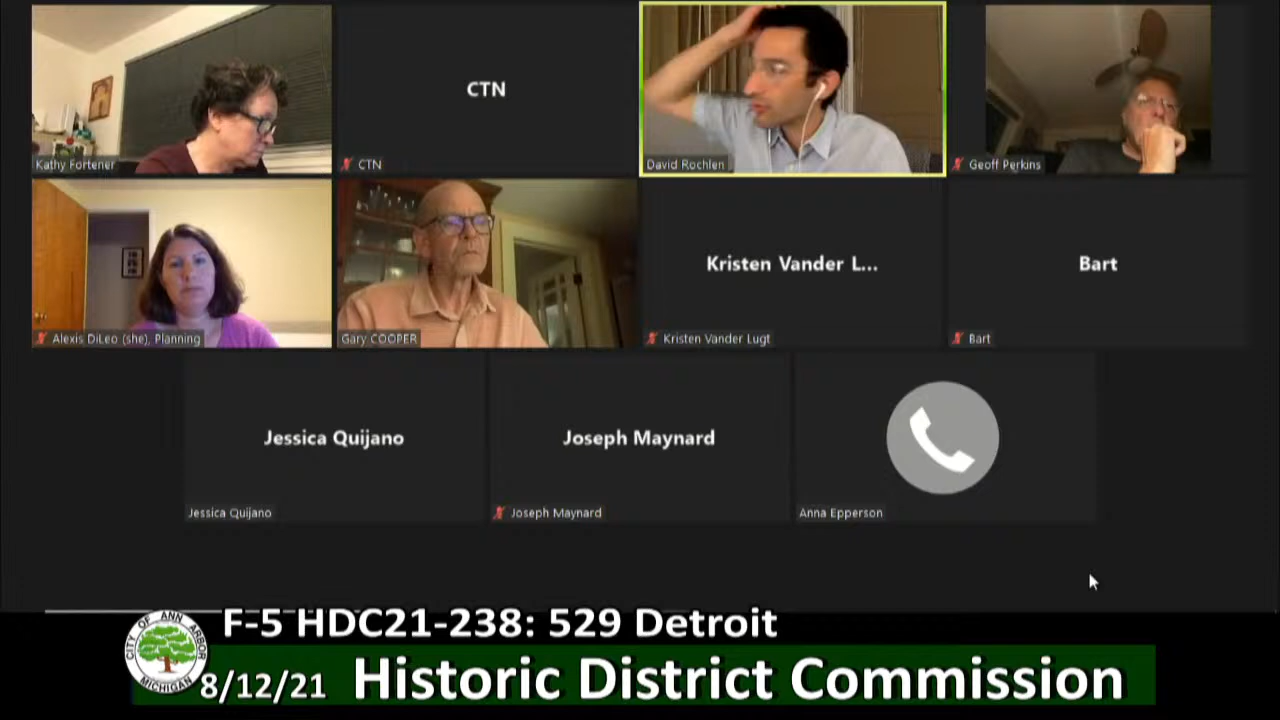 CTN
Kathy Fortener
CTN
David Rochlen
Geoff Perkins
Kristen Vander L...
Bart
Alexis DiLeo (she), Planning
Gary COOPER
Kristen Vander Lugt
Bart
Jessica Quijano
Joseph Maynard
Jessica Quijano
Joseph Maynard
Anna Epperson
F-5 HDC21-238: 529 Detroit
CITY OF ANN ARBOR
MICHIGAN
8/12/21 Historic District Commission